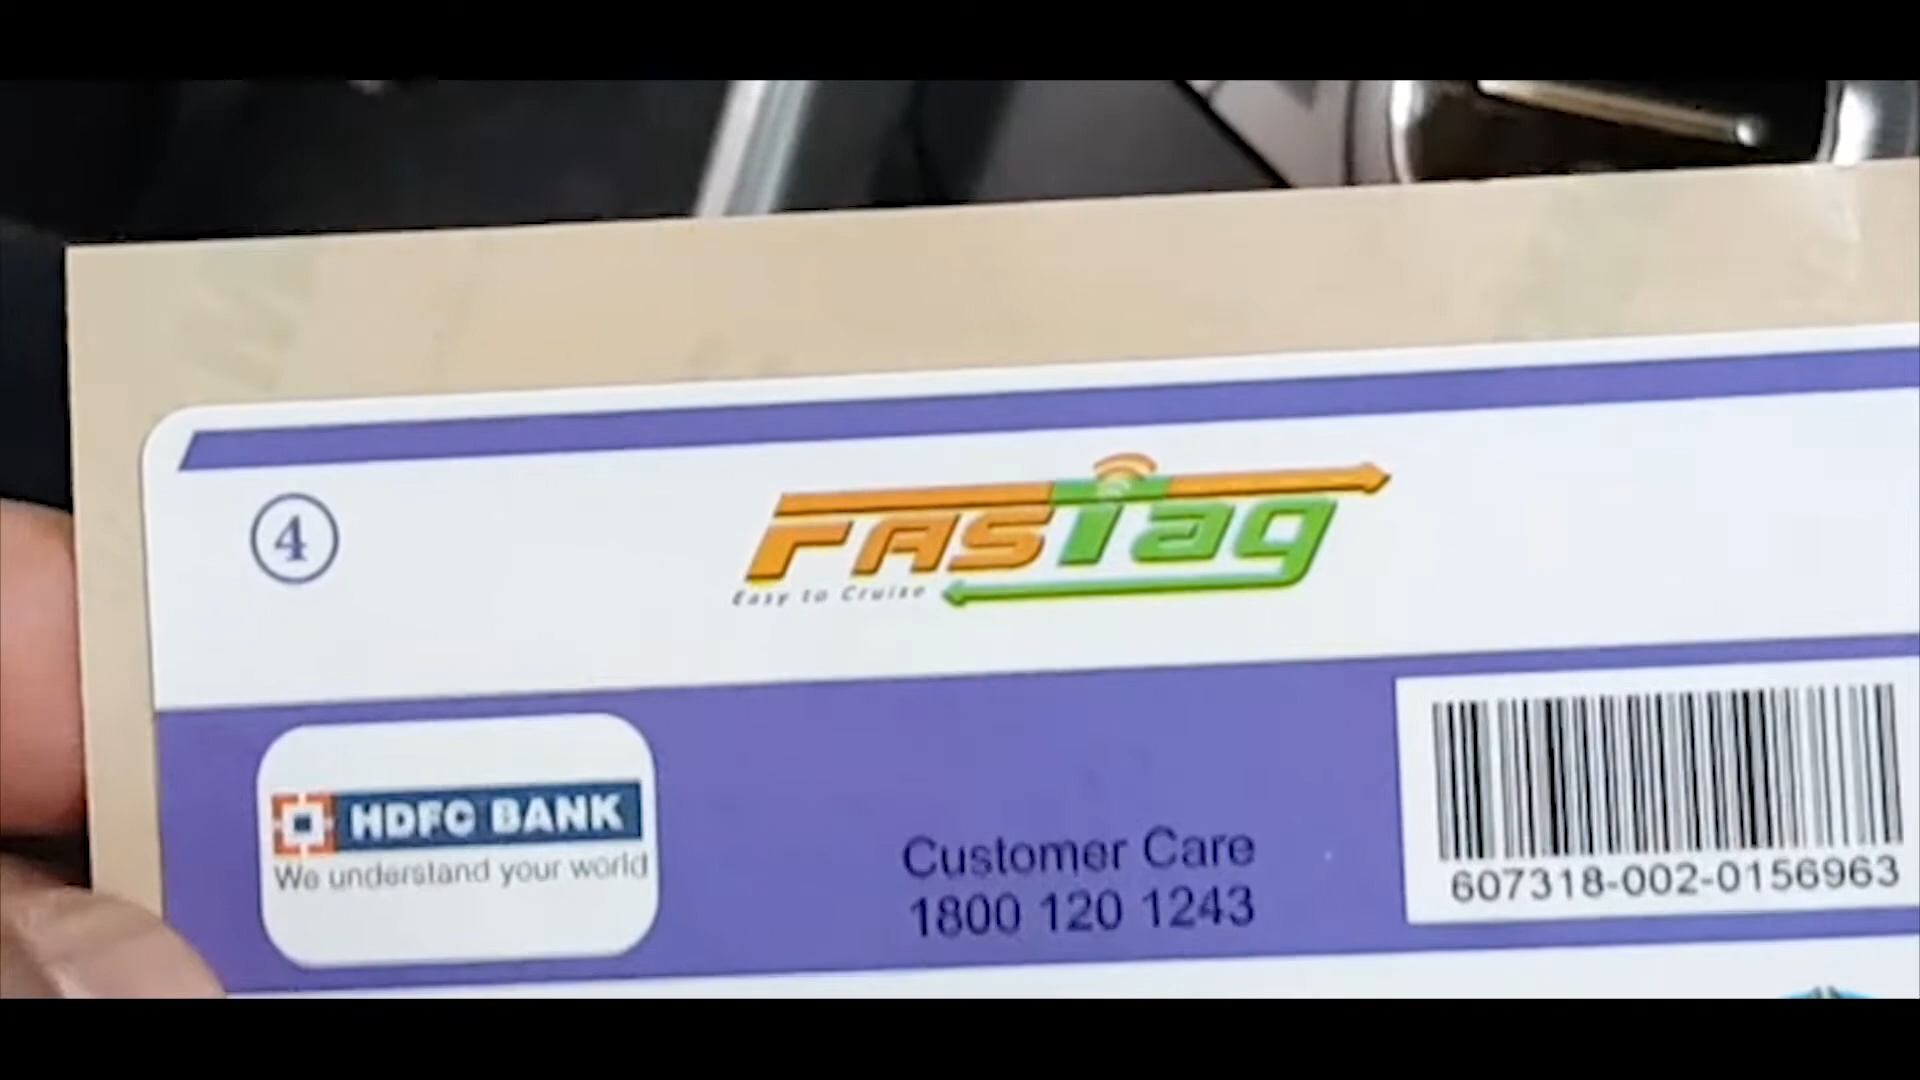 4
FASTag
Easy to Cruise
HDFC BANK
We understand your world
Customer Care
1800 120 1243
607318-002-0156963